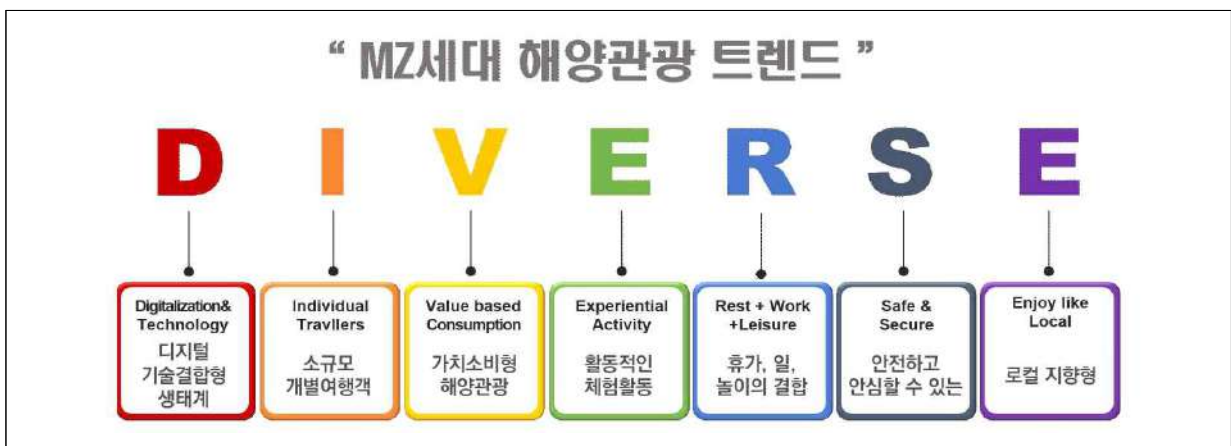 “ MZ세대 해양관광 트렌드 ”
D I V E R S E
Digitalization&
Technology
디지털
기술결합형
생태계
Individual
Travllers
소규모
개별여행객
Value based
Consumption
가치소비형
해양관광
Experiential
Activity
활동적인
체험활동
Rest + Work
+Leisure
휴가, 일,
놀이의 결합
Safe &
Secure
안전하고
안심할 수 있는
Enjoy like
Local
로컬 지향형